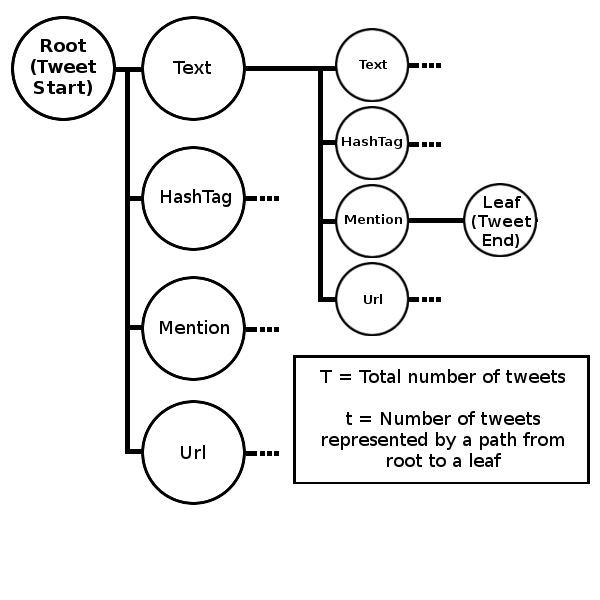 Root
(Tweet
Start)
Text
HashTag
Mention
Url
Text
HashTag
Mention
Url
Leaf
(Tweet
End)
T = Total number of tweets
t = Number of tweets
represented by a path from
root to a leaf